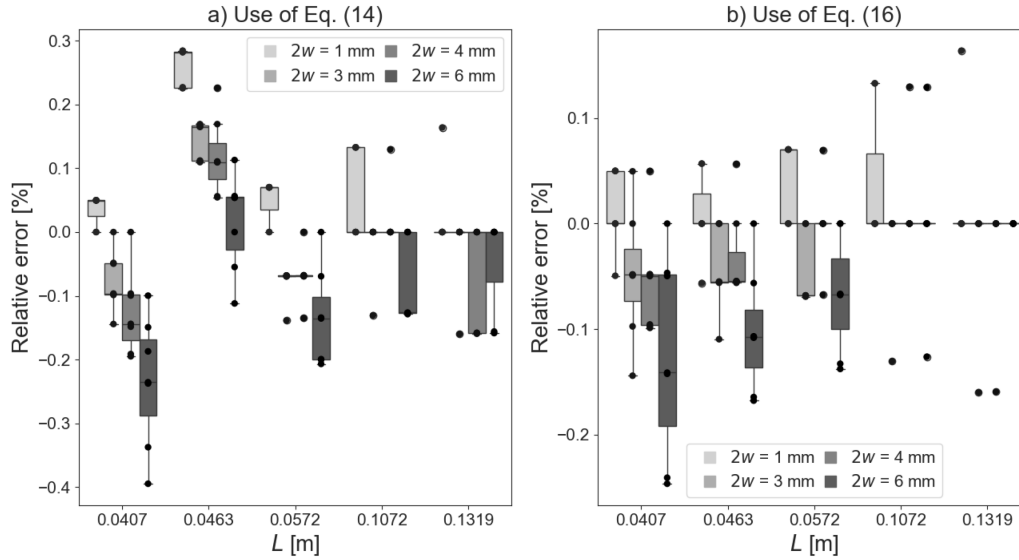 a) Use of Eq. (14)
2w = 1 mm
2w = 4 mm
2w = 3 mm
2w = 6 mm
Relative error [%]
0.3
0.2
0.1
0.0
−0.1
−0.2
−0.3
−0.4
0.0407
0.0463
0.0572
0.1072
0.1319
L [m]
b) Use of Eq. (16)
Relative error [%]
0.1
0.0
−0.1
−0.2
2w = 1 mm
2w = 4 mm
2w = 3 mm
2w = 6 mm
0.0407
0.0463
0.0572
0.1072
0.1319
L [m]